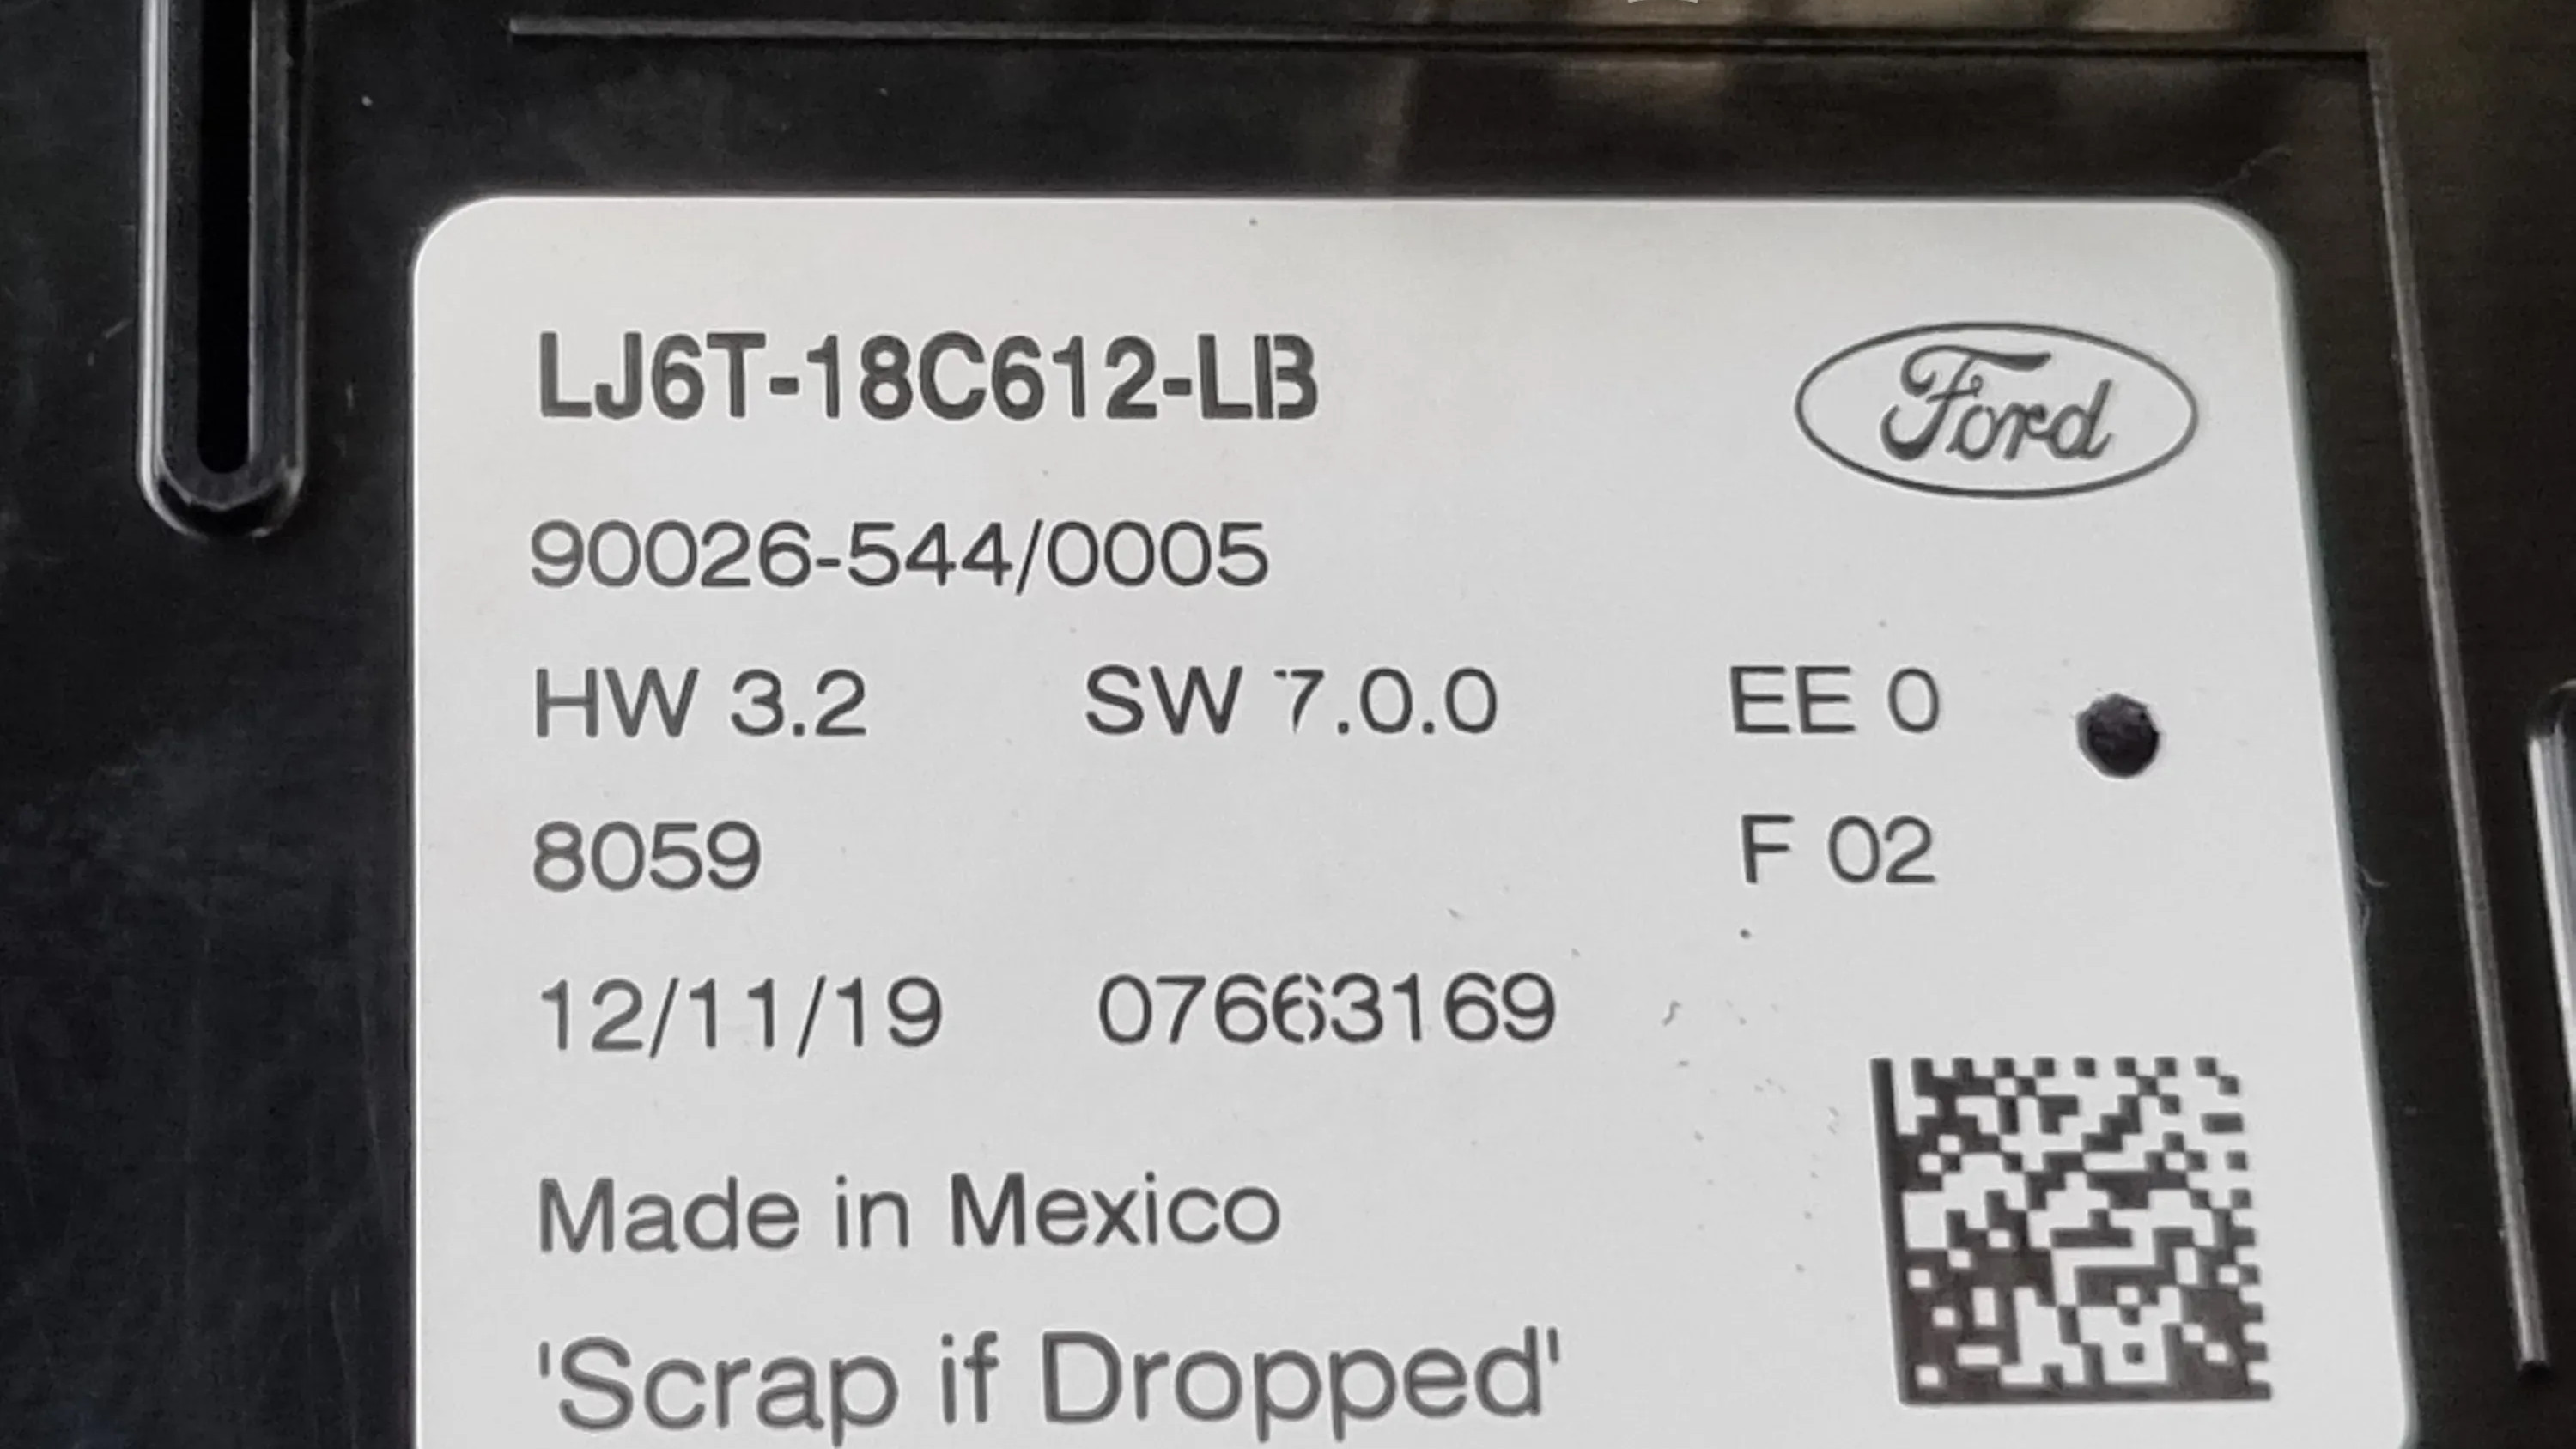 LJ6T-18C612-LB
Ford
90026-544/0005
HW 3.2 SW 7.0.0 EE 0
8059 F 02
12/11/19 07663169
Made in Mexico
'Scrap if Dropped'